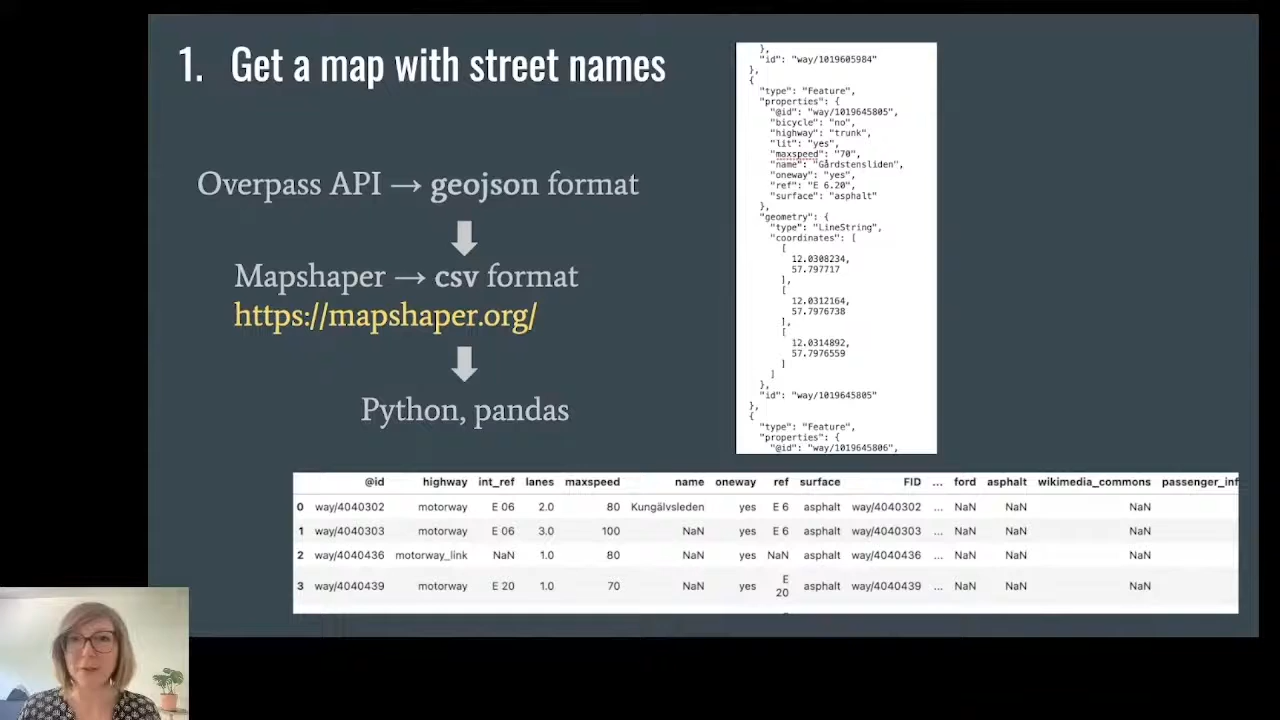 1. Get a map with street names
Overpass API → geojson format
Mapshaper → csv format
https://mapshaper.org/
Python, pandas
},
"id": "way/1019605984"
},
{
"type": "Feature",
"properties": {
"@id": "way/1019645805",
"bicycle": "no",
"highway": "trunk",
"lit": "yes",
"maxspeed": "70",
"name": "Gårdstensliden",
"oneway": "yes",
"ref": "E 6.20",
"surface": "asphalt"
},
"geometry": {
"type": "LineString",
"coordinates": [
[
12.0308234,
57.797717
],
[
12.0312164,
57.7976738
],
[
12.0314892,
57.7976559
]
]
},
"id": "way/1019645805"
},
{
"type": "Feature",
"properties": {
"@id": "way/1019645806",
@id highway int_ref lanes maxspeed name oneway ref surface FID ... ford asphalt wikimedia_commons passenger_inf
0 way/4040302 motorway E 06 2.0 80 Kungälvsleden yes E 6 asphalt way/4040302 ... NaN NaN NaN
1 way/4040303 motorway E 06 3.0 100 NaN yes E 6 asphalt way/4040303 ... NaN NaN NaN
2 way/4040436 motorway_link NaN 1.0 80 NaN yes NaN asphalt way/4040436 ... NaN NaN NaN
3 way/4040439 motorway E 20 1.0 70 NaN yes E 20 asphalt way/4040439 ... NaN NaN NaN